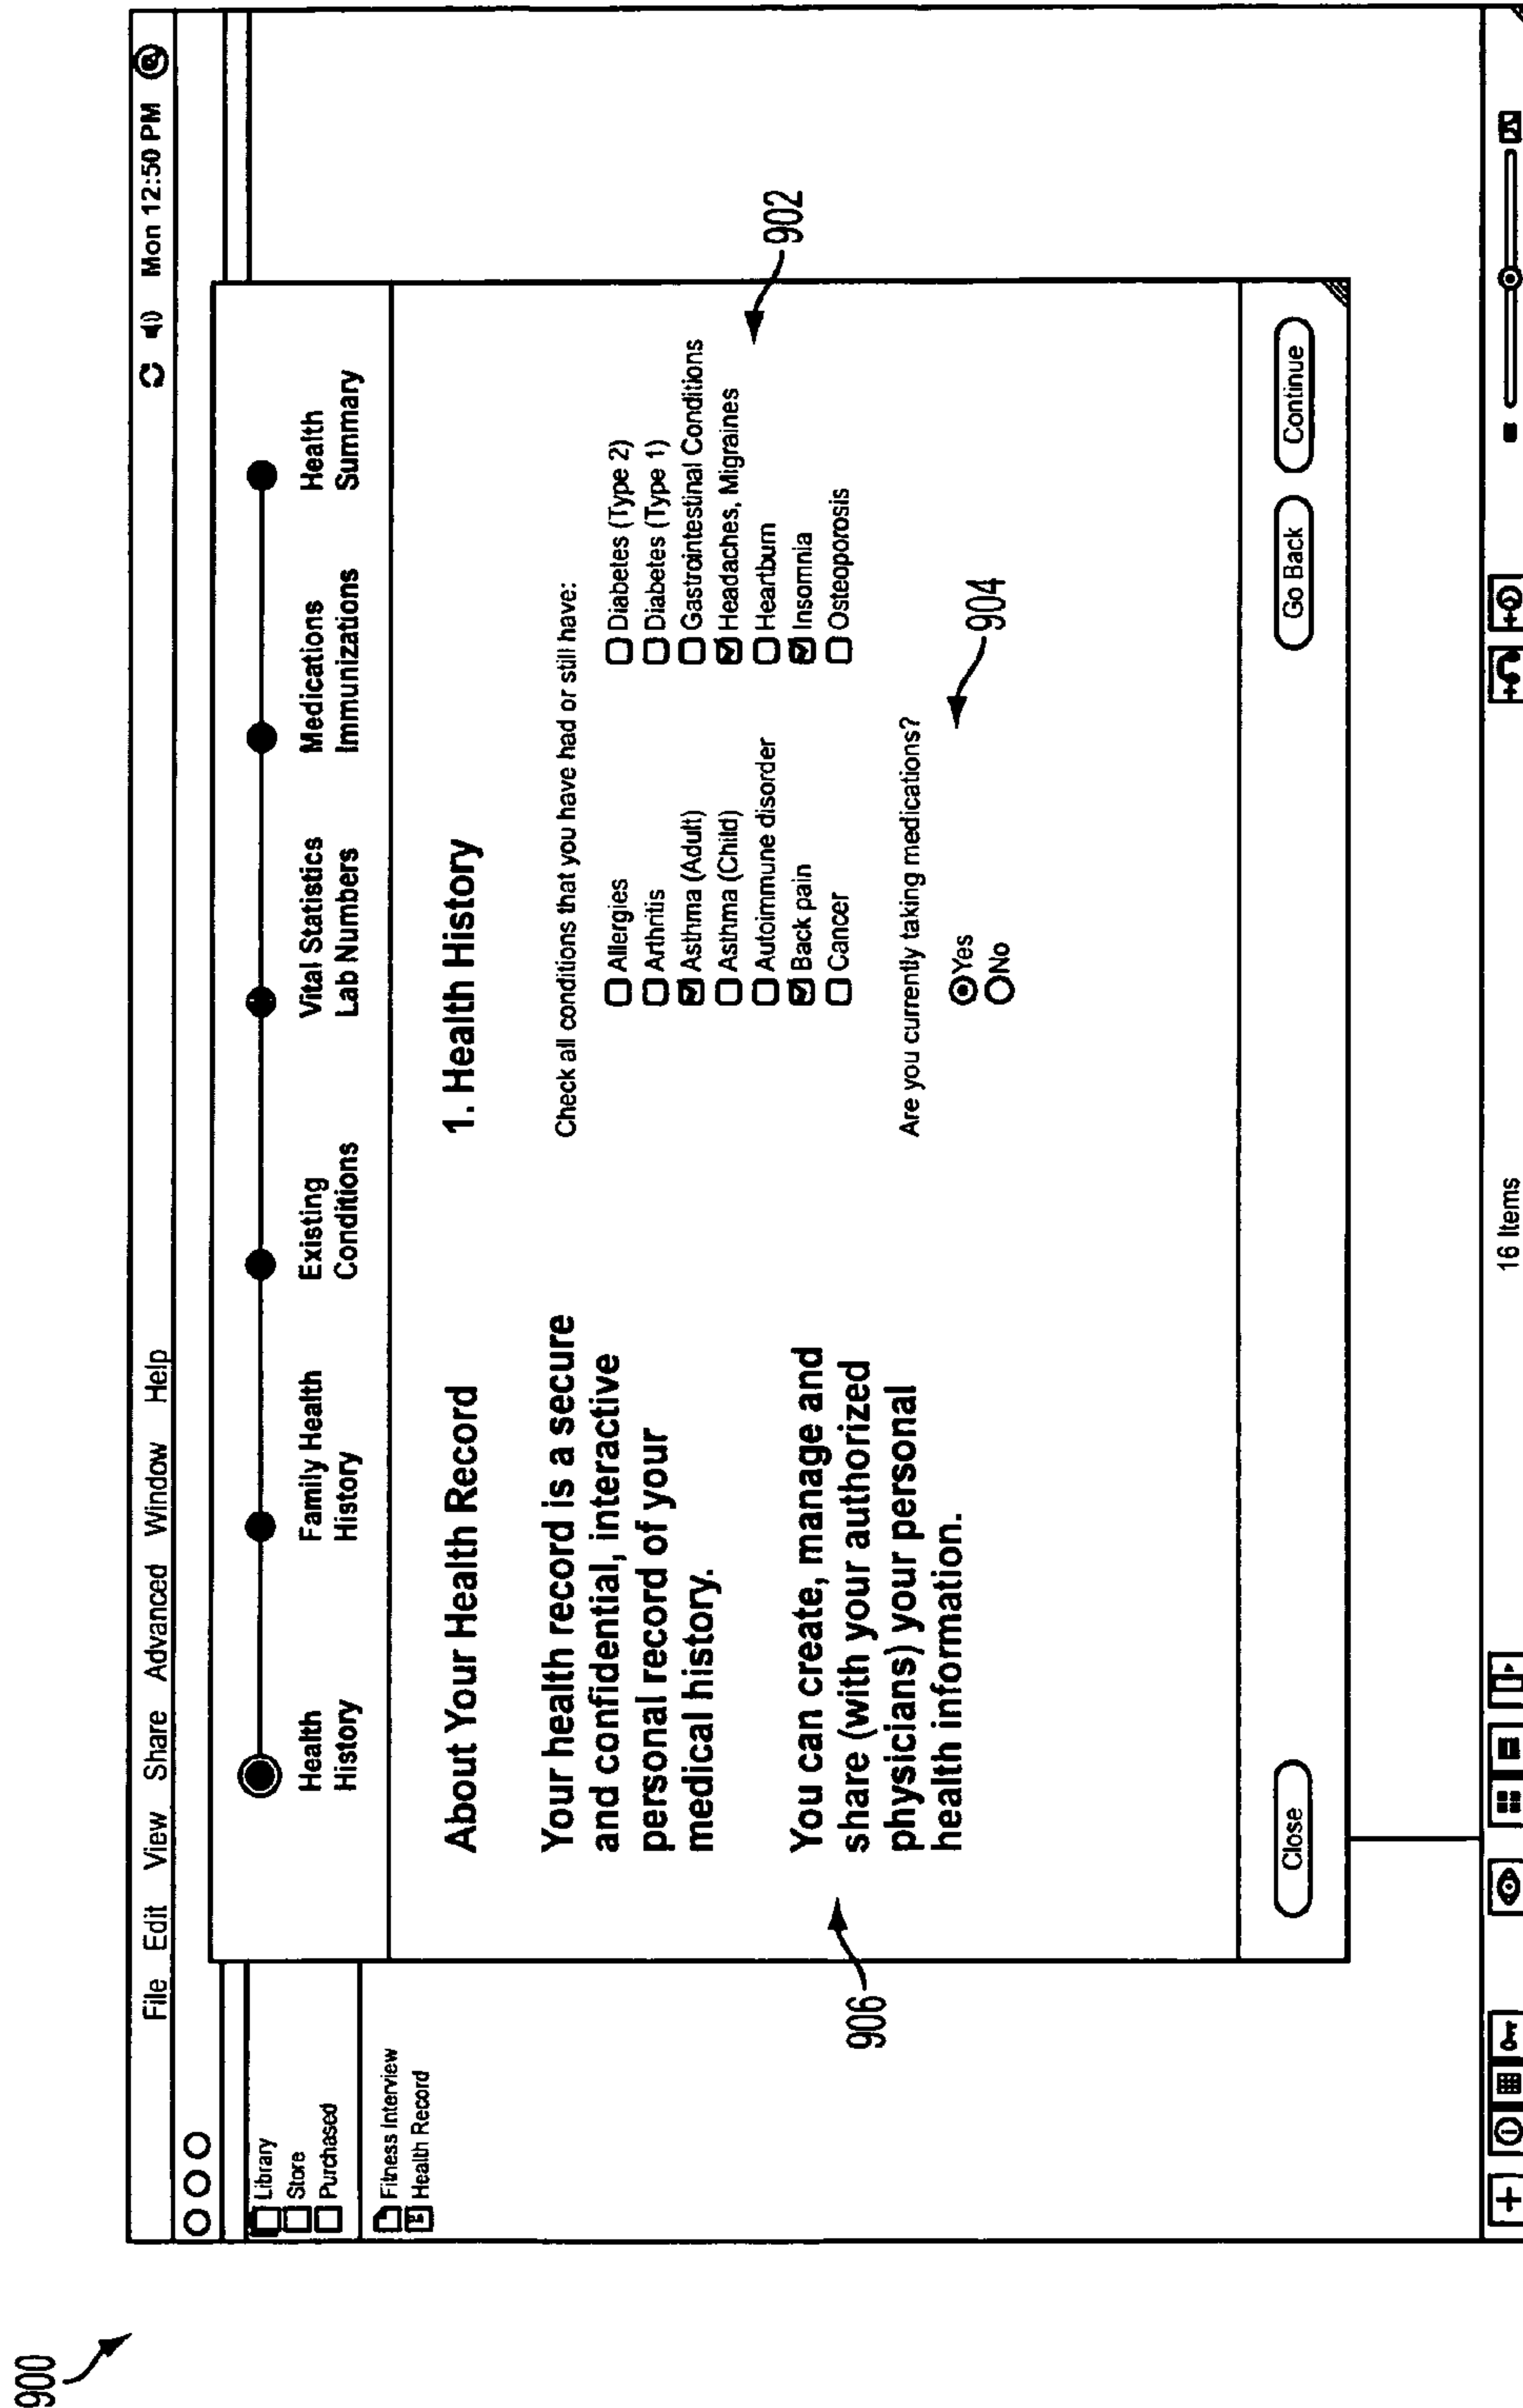 900
File Edit View Share Advanced Window Help
Mon 12:50 PM
Library
Store
Purchased
Fitness Interview
Health Record
Health
History
Family Health
History
Existing
Conditions
Vital Statistics
Lab Numbers
Medications
Immunizations
Health
Summary
About Your Health Record
Your health record is a secure
and confidential, interactive
personal record of your
medical history.
You can create, manage and
share (with your authorized
physicians) your personal
health information.
906
1. Health History
Check all conditions that you have had or still have:
Allergies
Arthritis
Asthma (Adult)
Asthma (Child)
Autoimmune disorder
Back pain
Cancer
Diabetes (Type 2)
Diabetes (Type 1)
Gastrointestinal Conditions
Headaches, Migraines
Heartburn
Insomnia
Osteoporosis
902
Are you currently taking medications?
904
Yes
No
Close
Go Back
Continue
16 Items